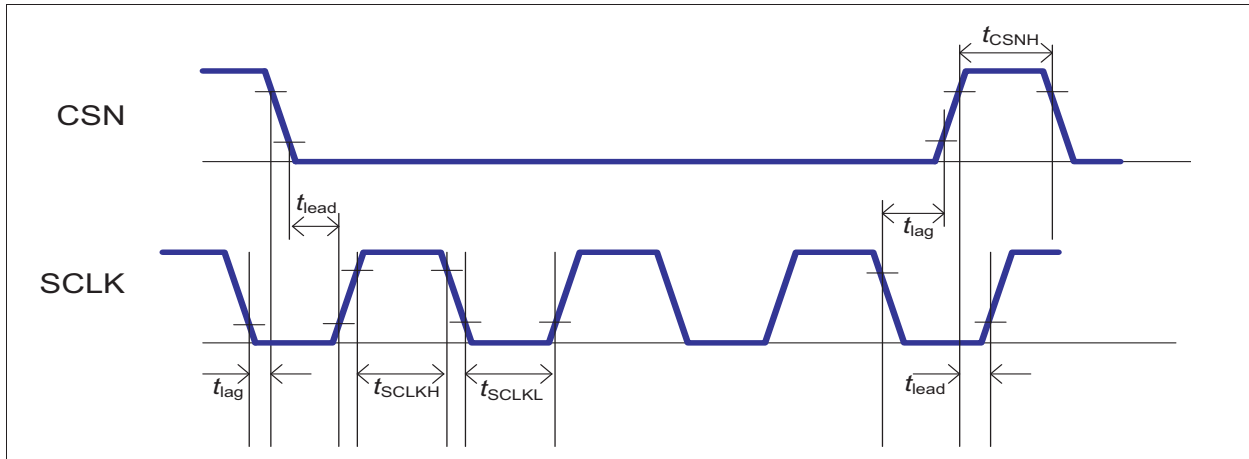 tCSNH
CSN
tlead
tlag
SCLK
tlag
tSCLKH
tSCLKL
tlead